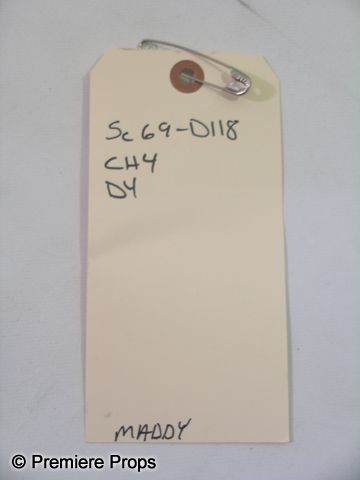 Sc 69-D118
CH4
D4
MADDY
© Premiere Props